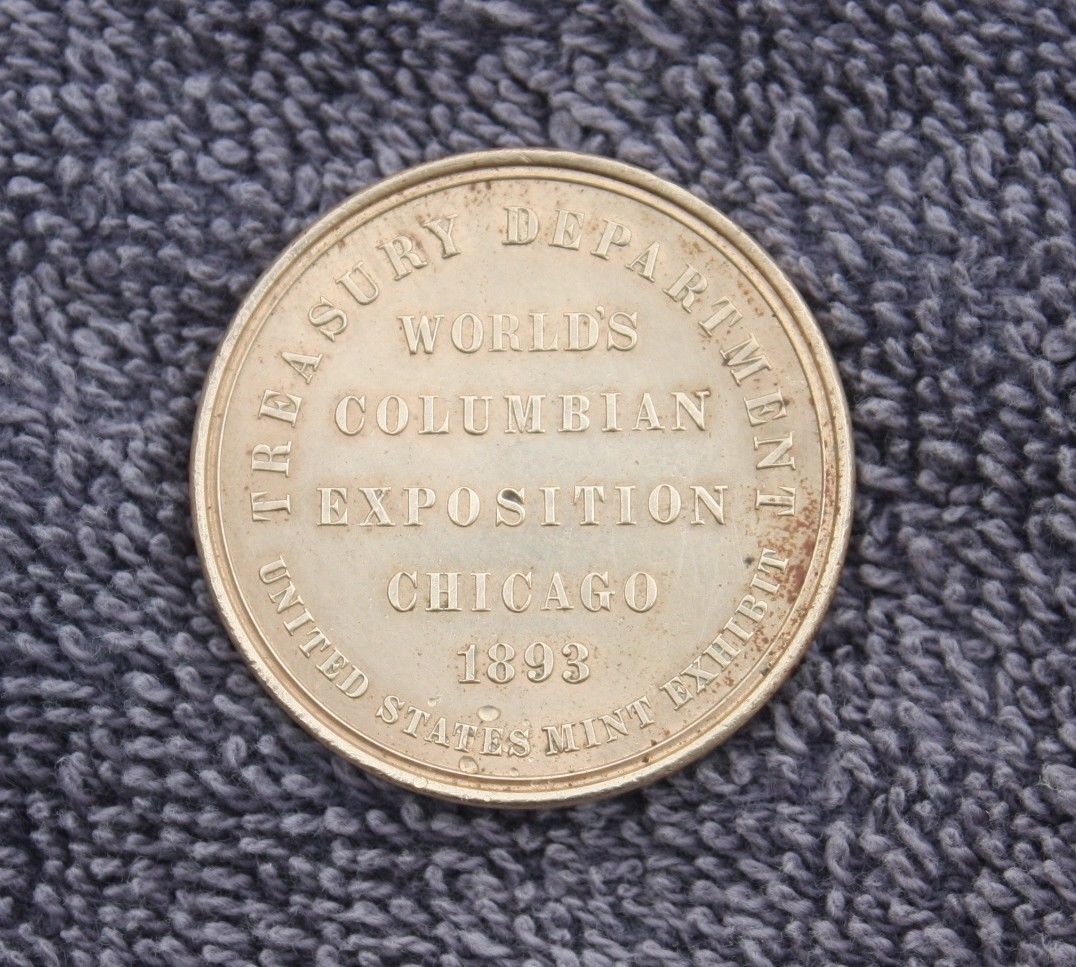 TREASURY DEPARTMENT
WORLD'S
COLUMBIAN
EXPOSITION
CHICAGO
1893
UNITED STATES MINT EXHIBIT